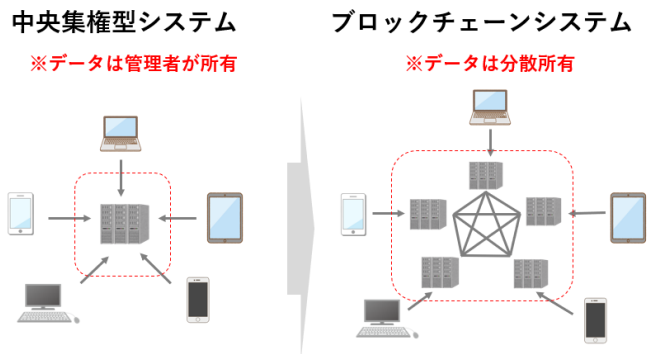 中央集権型システム
※データは管理者が所有
ブロックチェーンシステム
※データは分散所有